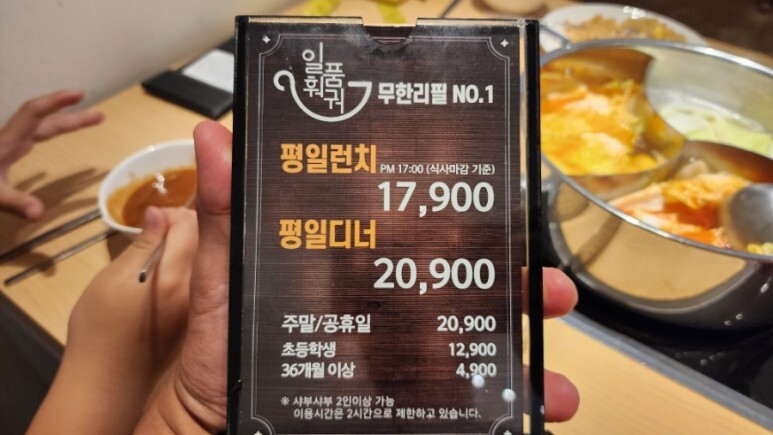 일품
훠궈
무한리필 NO.1
평일런치 PM 17:00 (식사마감 기준)
17,900
평일디너
20,900
주말/공휴일 20,900
초등학생 12,900
36개월 이상 4,900
※ 샤부샤부 2인이상 가능
이용시간은 2시간으로 제한하고 있습니다.